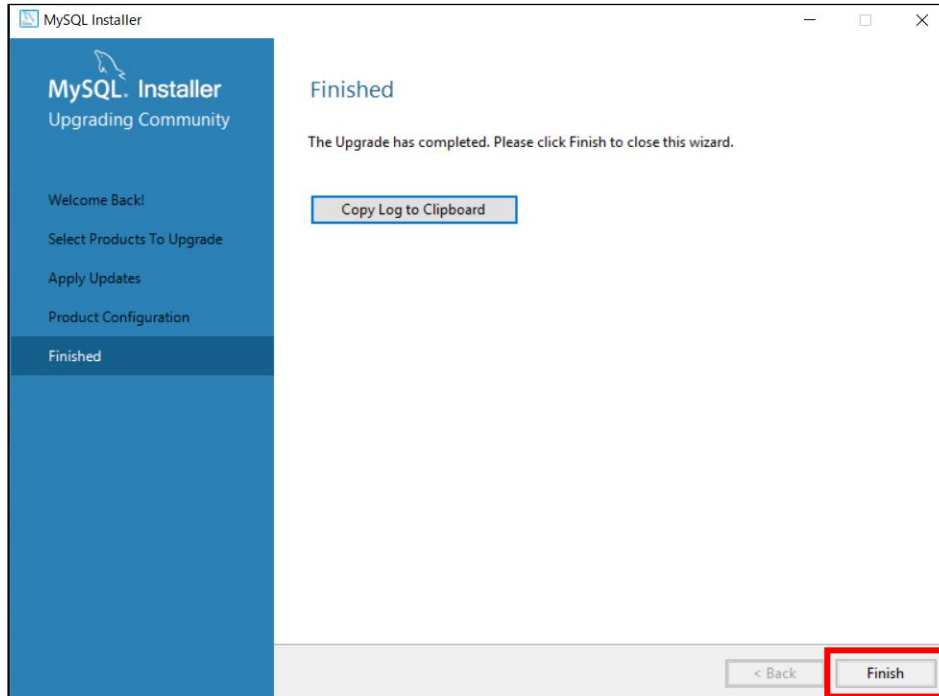 MySQL Installer
MySQL. Installer
Upgrading Community
Welcome Back!
Select Products To Upgrade
Apply Updates
Product Configuration
Finished
Finished
The Upgrade has completed. Please click Finish to close this wizard.
Copy Log to Clipboard
< Back
Finish